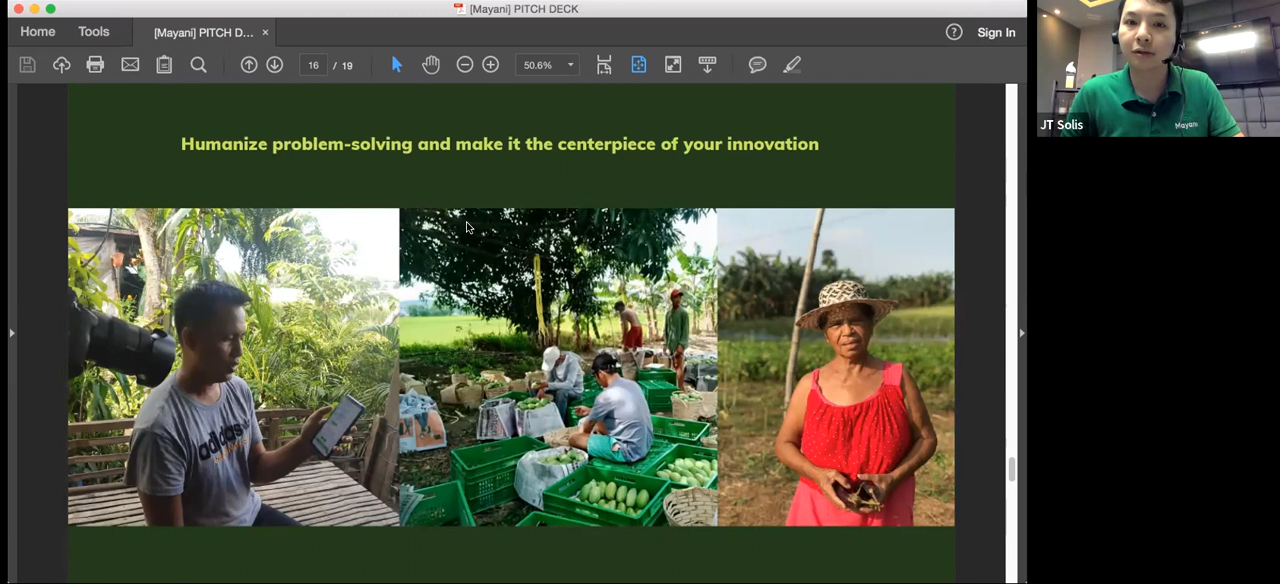 [Mayani] PITCH DECK
Home Tools [Mayani] PITCH D... × ? Sign In
16 / 19 50.6%
Humanize problem-solving and make it the centerpiece of your innovation
adidas
Mayani
JT Solis